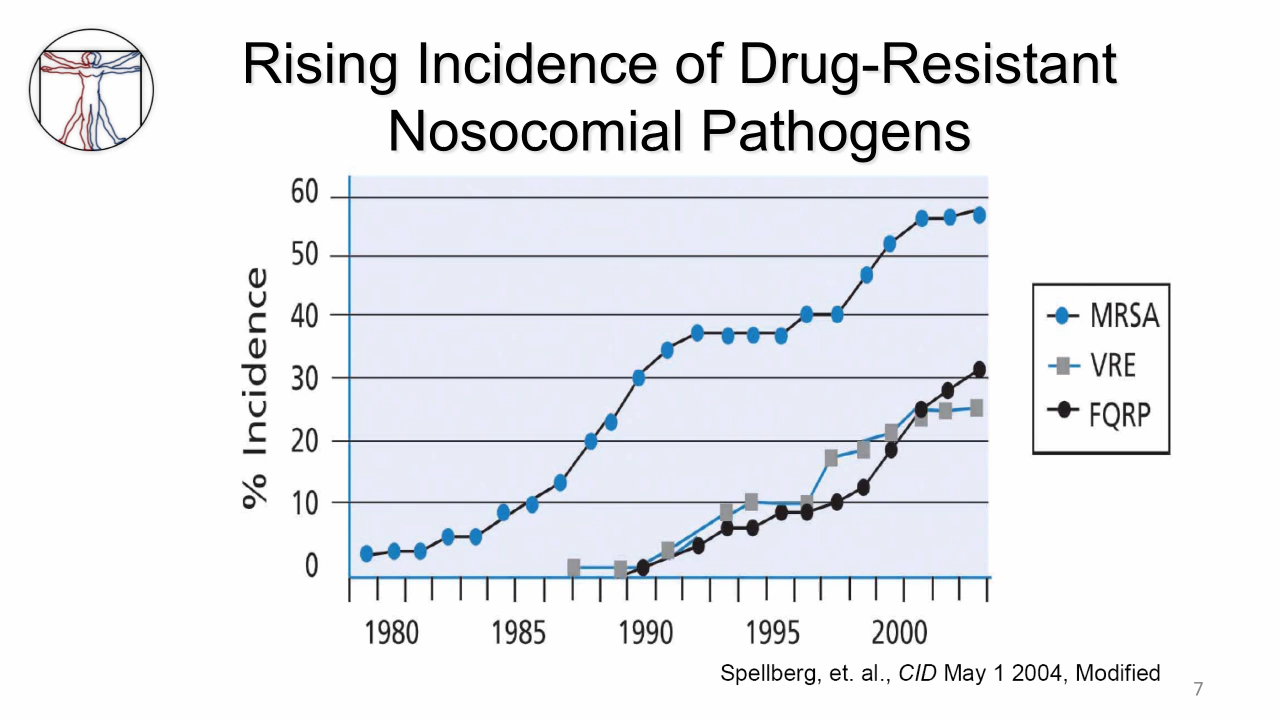 Rising Incidence of Drug-Resistant
Nosocomial Pathogens
% Incidence
60
50
40
30
20
10
0
1980 1985 1990 1995 2000
MRSA
VRE
FQRP
Spellberg, et. al., CID May 1 2004, Modified
7